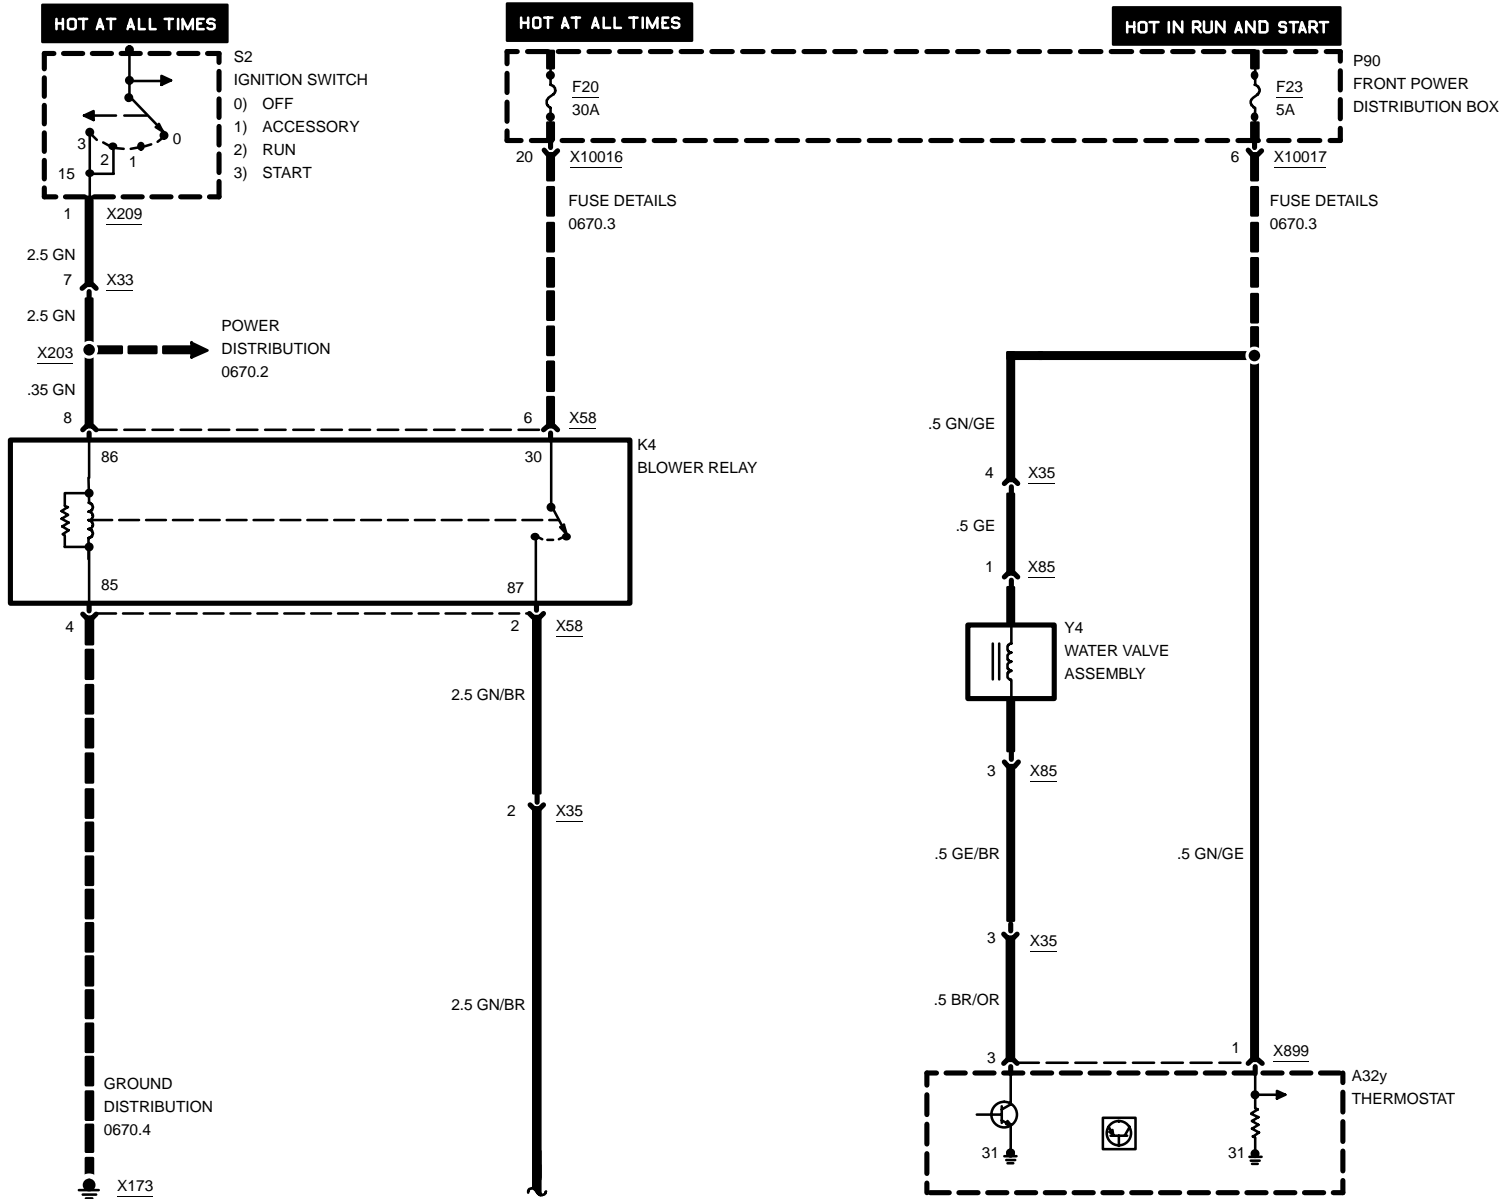 HOT AT ALL TIMES
HOT AT ALL TIMES
HOT IN RUN AND START
S2
IGNITION SWITCH
0) OFF
1) ACCESSORY
2) RUN
3) START
3
2
1
0
15
F20
30A
F23
5A
P90
FRONT POWER
DISTRIBUTION BOX
1
X209
20
X10016
6
X10017
FUSE DETAILS
0670.3
FUSE DETAILS
0670.3
2.5 GN
7
X33
2.5 GN
X203
POWER
DISTRIBUTION
0670.2
.35 GN
8
6
X58
K4
BLOWER RELAY
86
30
85
87
4
2
X58
2.5 GN/BR
2
X35
2.5 GN/BR
GROUND
DISTRIBUTION
0670.4
X173
.5 GN/GE
4
X35
.5 GE
1
X85
Y4
WATER VALVE
ASSEMBLY
3
X85
.5 GE/BR
.5 GN/GE
3
X35
.5 BR/OR
3
1
X899
A32y
THERMOSTAT
31
31